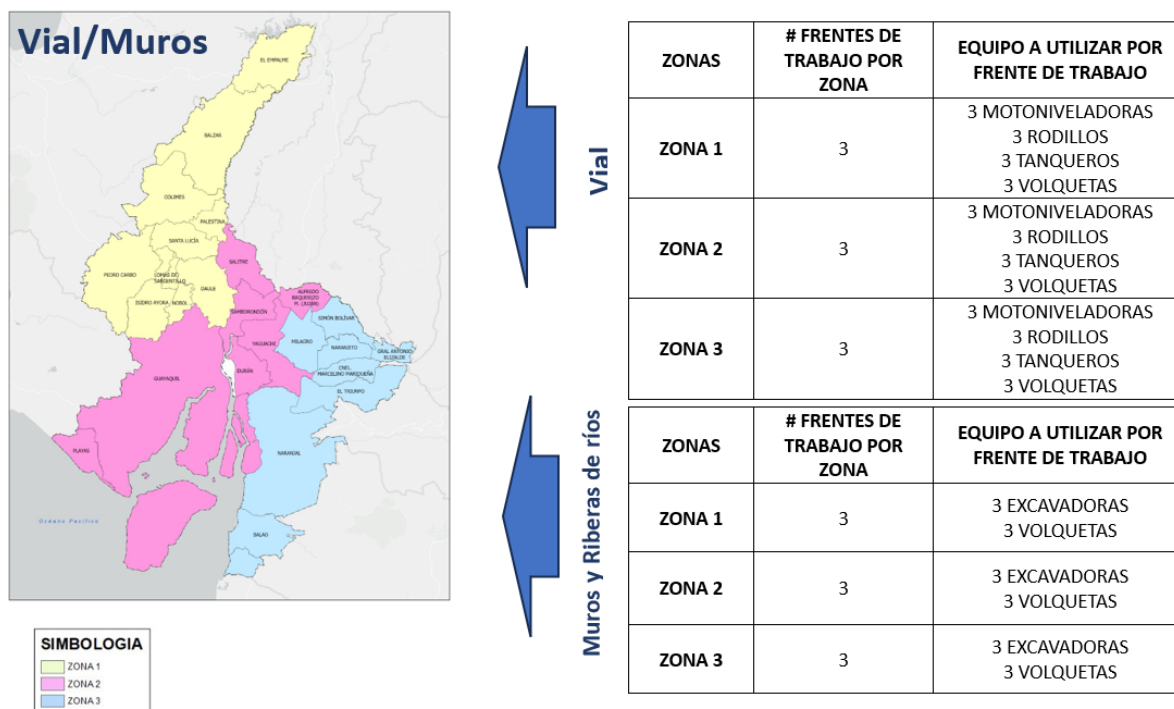 Vial/Muros
EL EMPALME
BALZAR
COLIMES
PALESTINA
SANTA LUCÍA
PEDRO CARBO
LOMAS DE
SARGENTILLO
SALITRE
DAULE
ISIDRO AYORA
NOBOL
ALFREDO
BAQUERIZO
M. (JUJAN)
SAMBORONDÓN
SIMÓN BOLÍVAR
MILAGRO
YAGUACHI
NARANJITO
GRAL ANTONIO
ELIZALDE
CNEL.
MARCELINO MARIDUEÑA
DURÁN
GUAYAQUIL
EL TRIUNFO
PLAYAS
NARANJAL
Océano Pacífico
BALAO
SIMBOLOGIA
ZONA 1
ZONA 2
ZONA 3
Vial
ZONAS
# FRENTES DE
TRABAJO POR
ZONA
EQUIPO A UTILIZAR POR
FRENTE DE TRABAJO
ZONA 1
3
3 MOTONIVELADORAS
3 RODILLOS
3 TANQUEROS
3 VOLQUETAS
ZONA 2
3
3 MOTONIVELADORAS
3 RODILLOS
3 TANQUEROS
3 VOLQUETAS
ZONA 3
3
3 MOTONIVELADORAS
3 RODILLOS
3 TANQUEROS
3 VOLQUETAS
Muros y Riberas de ríos
ZONAS
# FRENTES DE
TRABAJO POR
ZONA
EQUIPO A UTILIZAR POR
FRENTE DE TRABAJO
ZONA 1
3
3 EXCAVADORAS
3 VOLQUETAS
ZONA 2
3
3 EXCAVADORAS
3 VOLQUETAS
ZONA 3
3
3 EXCAVADORAS
3 VOLQUETAS